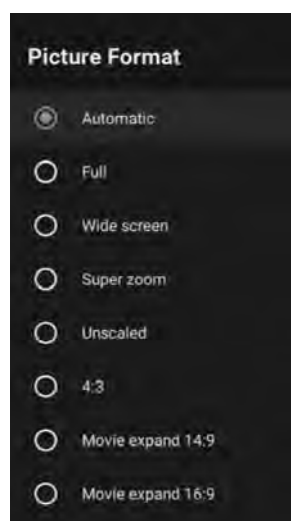 Picture Format
Automatic
Full
Wide screen
Super zoom
Unscaled
4:3
Movie expand 14:9
Movie expand 16:9